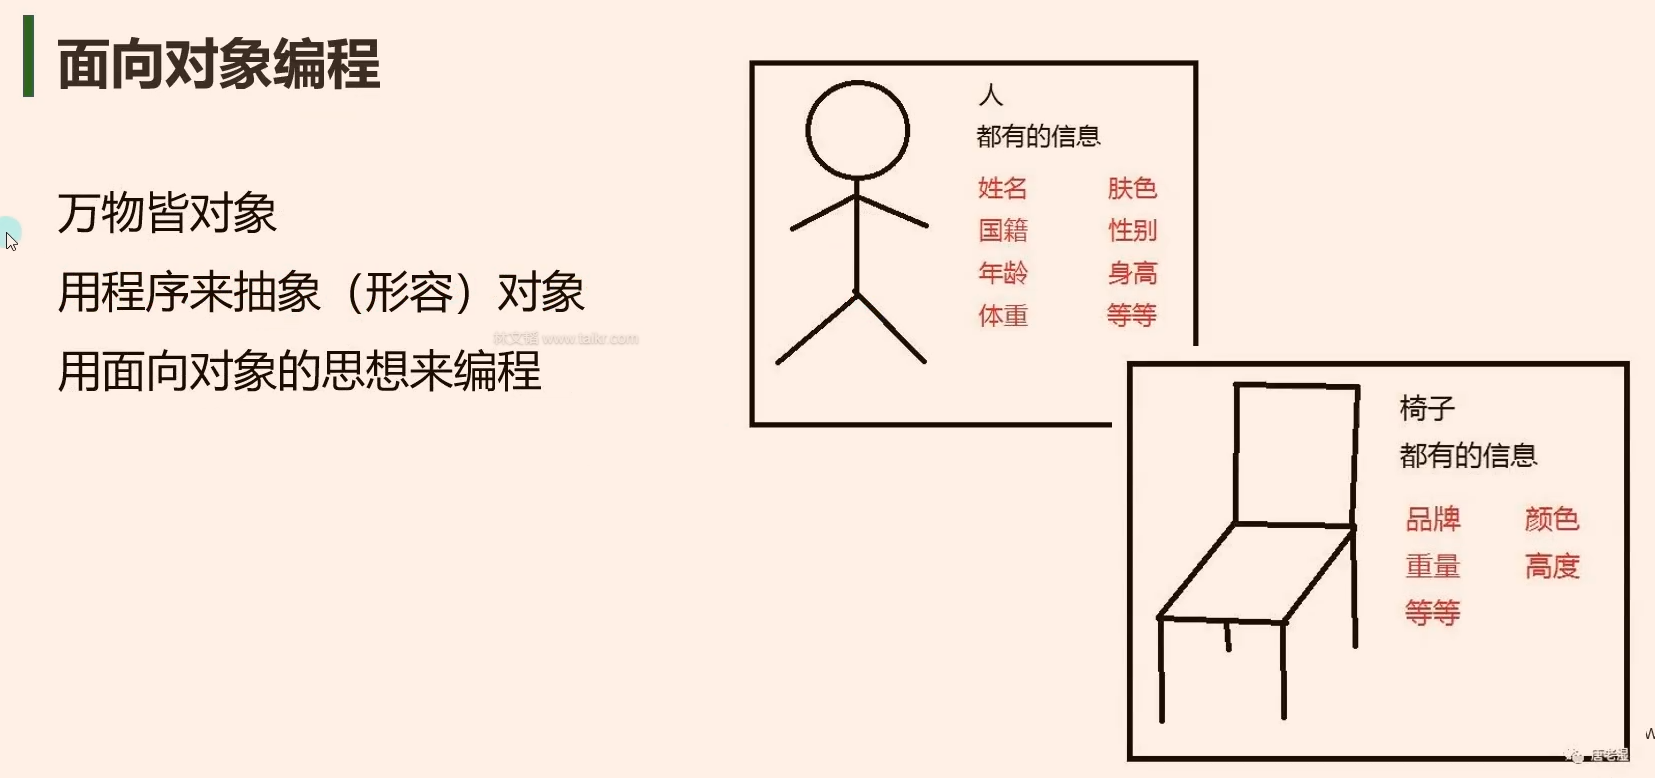 面向对象编程
万物皆对象
用程序来抽象（形容）对象
用面向对象的思想来编程
人
都有的信息
姓名 肤色
国籍 性别
年龄 身高
体重 等等
椅子
都有的信息
品牌 颜色
重量 高度
等等
唐老湿